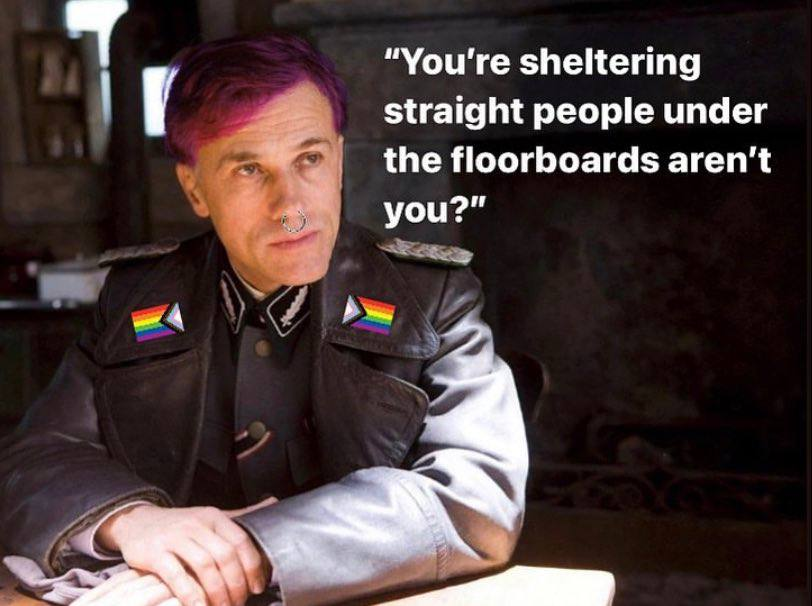 “You’re sheltering
straight people under
the floorboards aren’t
you?”